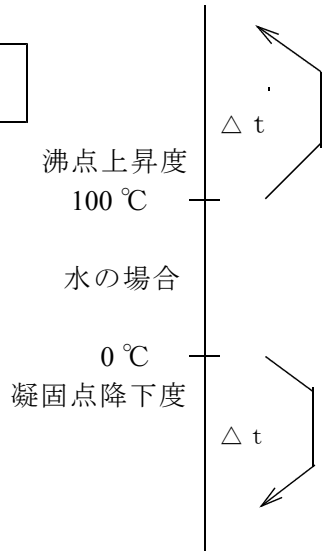 △ t
沸点上昇度
100 ℃
水の場合
0 ℃
凝固点降下度
△ t